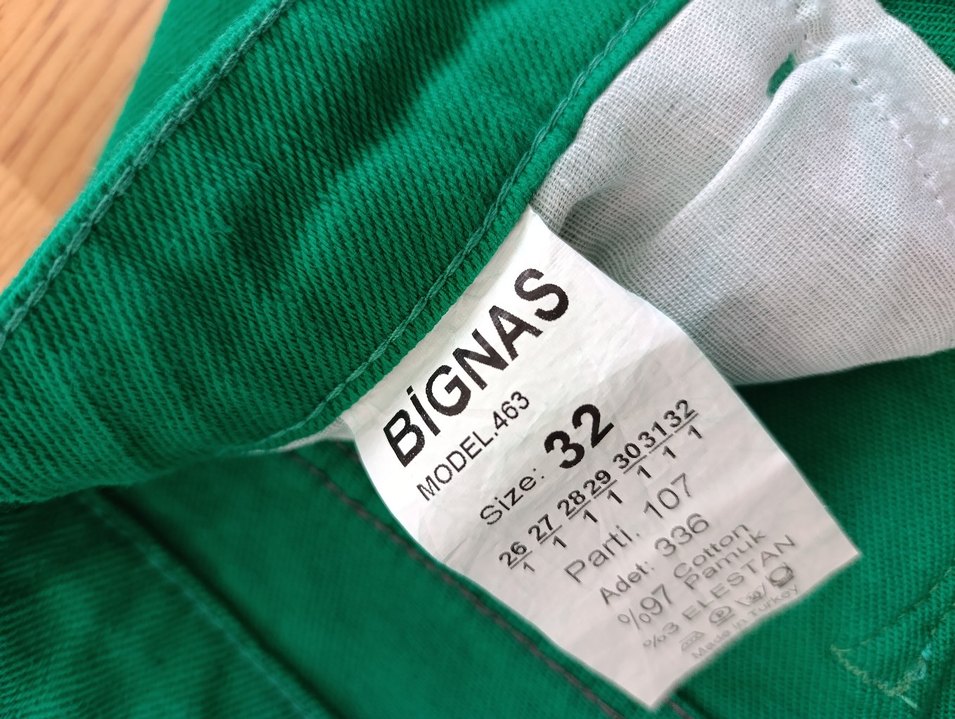 BİGNAS
MODEL.463
Size: 32
26 27 28 29 30 31 32
1 1 1 1 1 1 1
Parti. 107
Adet: 336
%97 Cotton
Pamuk
%3 ELESTAN
Made in Turkey